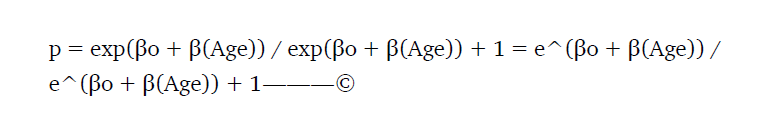 p = exp(βo + β(Age)) / exp(βo + β(Age)) + 1 = e^(βo + β(Age)) /
e^(βo + β(Age)) + 1———-©